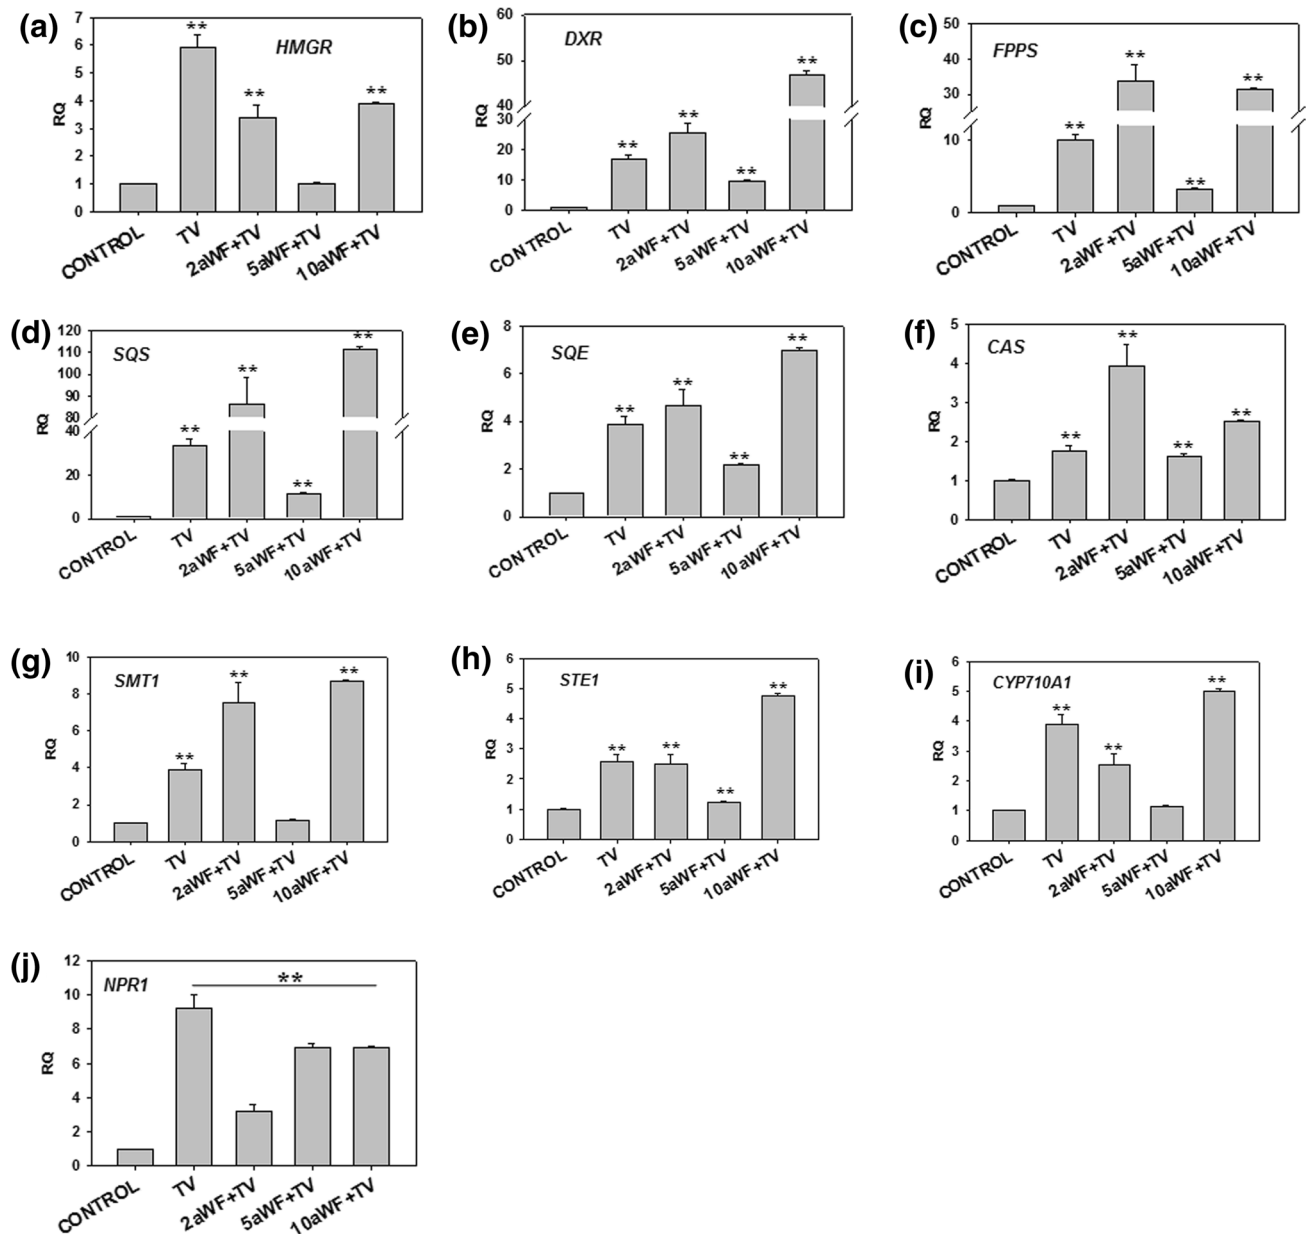 (a)
HMGR
RQ
7
6
5
4
3
2
1
0
**
**
**
CONTROL
TV
2aWF+TV
5aWF+TV
10aWF+TV
(b)
DXR
RQ
60
50
40
30
20
10
0
**
**
**
**
CONTROL
TV
2aWF+TV
5aWF+TV
10aWF+TV
(c)
FPPS
RQ
50
40
30
10
0
**
**
**
**
CONTROL
TV
2aWF+TV
5aWF+TV
10aWF+TV
(d)
SQS
RQ
120
110
100
90
80
40
20
0
**
**
**
**
CONTROL
TV
2aWF+TV
5aWF+TV
10aWF+TV
(e)
SQE
RQ
8
6
4
2
0
**
**
**
**
CONTROL
TV
2aWF+TV
5aWF+TV
10aWF+TV
(f)
CAS
RQ
5
4
3
2
1
0
**
**
**
**
CONTROL
TV
2aWF+TV
5aWF+TV
10aWF+TV
(g)
SMT1
RQ
10
8
6
4
2
0
**
**
**
CONTROL
TV
2aWF+TV
5aWF+TV
10aWF+TV
(h)
STE1
RQ
6
5
4
3
2
1
0
**
**
**
**
CONTROL
TV
2aWF+TV
5aWF+TV
10aWF+TV
(i)
CYP710A1
RQ
6
5
4
3
2
1
0
**
**
**
CONTROL
TV
2aWF+TV
5aWF+TV
10aWF+TV
(j)
NPR1
RQ
12
10
8
6
4
2
0
**
CONTROL
TV
2aWF+TV
5aWF+TV
10aWF+TV